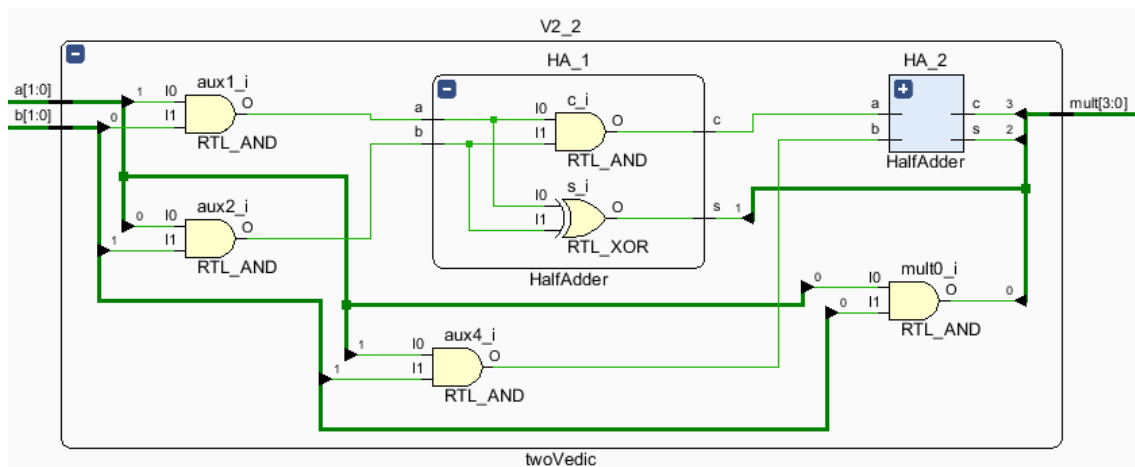 V2_2
a[1:0]
b[1:0]
1
I0
aux1_i
O
0
I1
RTL_AND
0
I0
aux2_i
O
1
I1
RTL_AND
HA_1
a
b
I0
c_i
O
I1
RTL_AND
c
I0
s_i
O
I1
RTL_XOR
s
1
HalfAdder
HA_2
a
b
c
3
s
2
HalfAdder
mult[3:0]
1
I0
aux4_i
O
1
I1
RTL_AND
0
I0
mult0_i
O
0
0
I1
RTL_AND
twoVedic